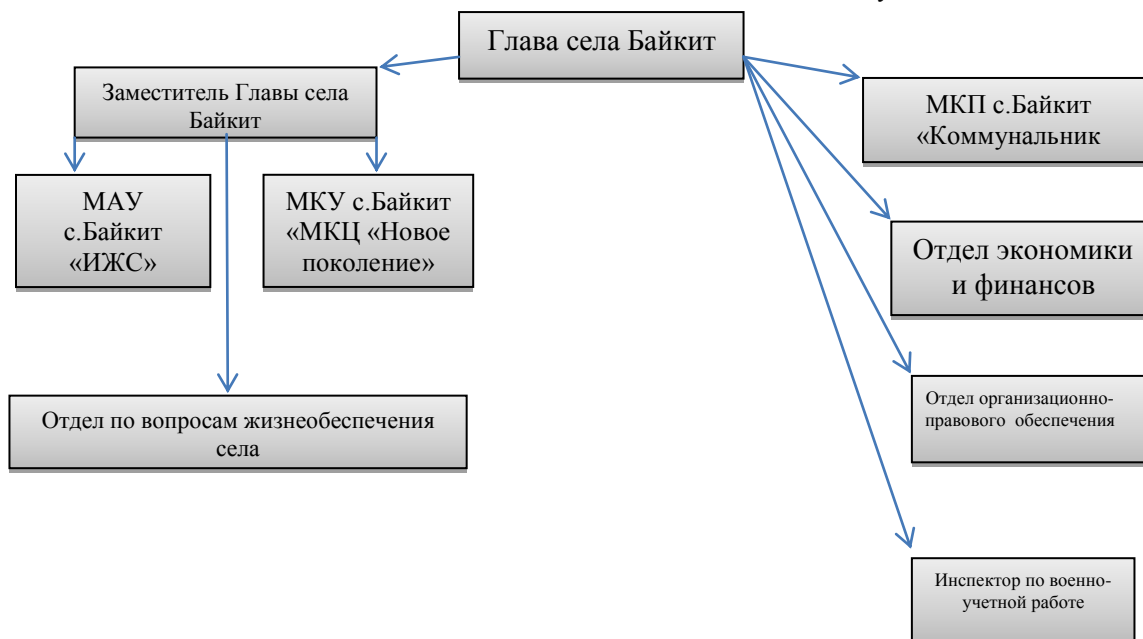 Глава села Байкит
Заместитель Главы села
Байкит
МКП с.Байкит
«Коммунальник
МАУ
с.Байкит
«ИЖС»
МКУ с.Байкит
«МКЦ «Новое
поколение»
Отдел экономики
и финансов
Отдел организационно-
правового обеспечения
Отдел по вопросам жизнеобеспечения
села
Инспектор по военно-
учетной работе